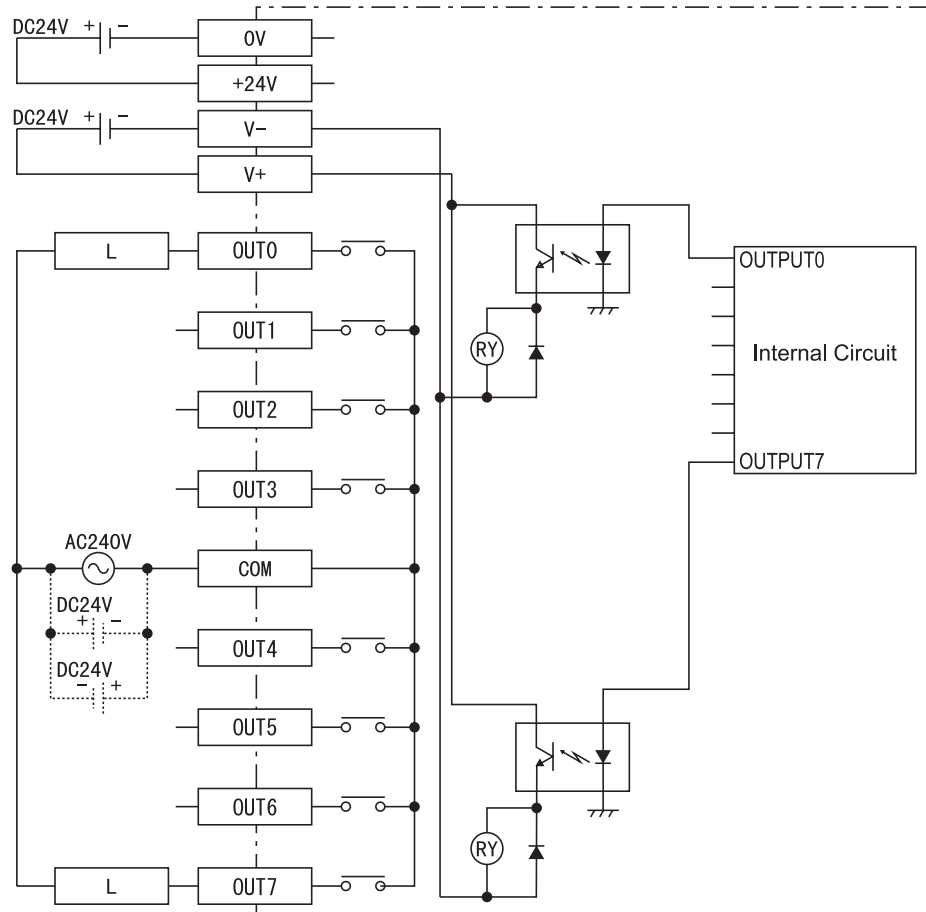 DC24V + -
0V
+24V
DC24V + -
V-
V+
L
OUT0
OUTPUT0
OUT1
RY
Internal Circuit
OUT2
OUTPUT7
OUT3
AC240V
COM
DC24V
+ -
OUT4
DC24V
- +
OUT5
OUT6
RY
L
OUT7